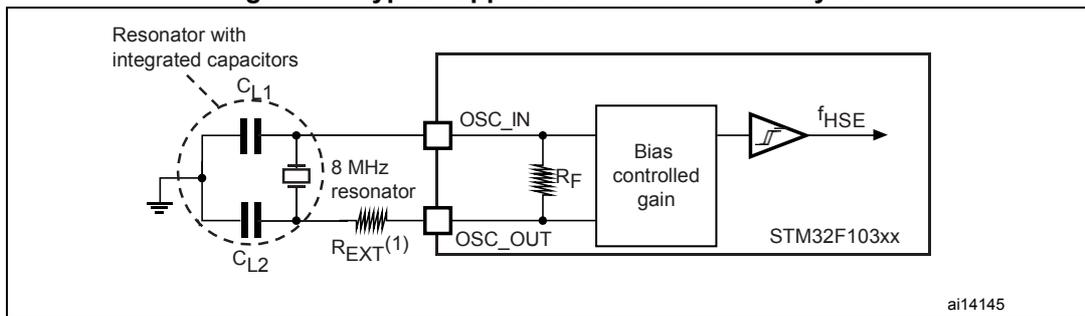 Resonator with
integrated capacitors
CL1
OSC_IN
fHSE
8 MHz
resonator
RF
Bias
controlled
gain
REXT(1)
OSC_OUT
STM32F103xx
CL2
ai14145